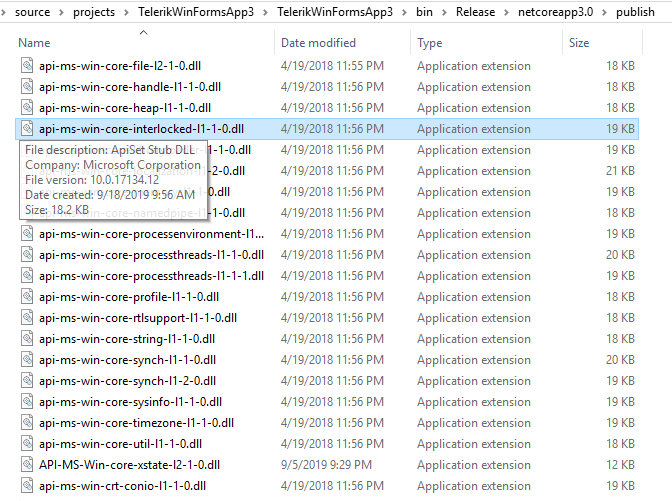 source > projects > TelerikWinFormsApp3 > TelerikWinFormsApp3 > bin > Release > netcoreapp3.0 > publish
Name Date modified Type Size
api-ms-win-core-file-l2-1-0.dll 4/19/2018 11:55 PM Application extension 18 KB
api-ms-win-core-handle-l1-1-0.dll 4/19/2018 11:56 PM Application extension 18 KB
api-ms-win-core-heap-l1-1-0.dll 4/19/2018 11:56 PM Application extension 18 KB
api-ms-win-core-interlocked-l1-1-0.dll 4/19/2018 11:56 PM Application extension 19 KB
File description: ApiSet Stub DLL r-l1-1-0.dll 4/19/2018 11:56 PM Application extension 19 KB
Company: Microsoft Corporation -2-0.dll 4/19/2018 11:56 PM Application extension 21 KB
File version: 10.0.17134.12 4/19/2018 11:56 PM Application extension 19 KB
Date created: 9/18/2019 9:56 AM
Size: 18.2 KB api-ms-win-core-namedpipe-l1-1-0.dll 4/19/2018 11:56 PM Application extension 18 KB
api-ms-win-core-processenvironment-l1... 4/19/2018 11:56 PM Application extension 19 KB
api-ms-win-core-processthreads-l1-1-0.dll 4/19/2018 11:56 PM Application extension 20 KB
api-ms-win-core-processthreads-l1-1-1.dll 4/19/2018 11:56 PM Application extension 19 KB
api-ms-win-core-profile-l1-1-0.dll 4/19/2018 11:56 PM Application extension 18 KB
api-ms-win-core-rtlsupport-l1-1-0.dll 4/19/2018 11:56 PM Application extension 18 KB
api-ms-win-core-string-l1-1-0.dll 4/19/2018 11:56 PM Application extension 18 KB
api-ms-win-core-synch-l1-1-0.dll 4/19/2018 11:56 PM Application extension 20 KB
api-ms-win-core-synch-l1-2-0.dll 4/19/2018 11:56 PM Application extension 19 KB
api-ms-win-core-sysinfo-l1-1-0.dll 4/19/2018 11:56 PM Application extension 19 KB
api-ms-win-core-timezone-l1-1-0.dll 4/19/2018 11:56 PM Application extension 19 KB
api-ms-win-core-util-l1-1-0.dll 4/19/2018 11:56 PM Application extension 18 KB
API-MS-Win-core-xstate-l2-1-0.dll 9/5/2019 9:29 PM Application extension 12 KB
api-ms-win-crt-conio-l1-1-0.dll 4/19/2018 11:56 PM Application extension 19 KB